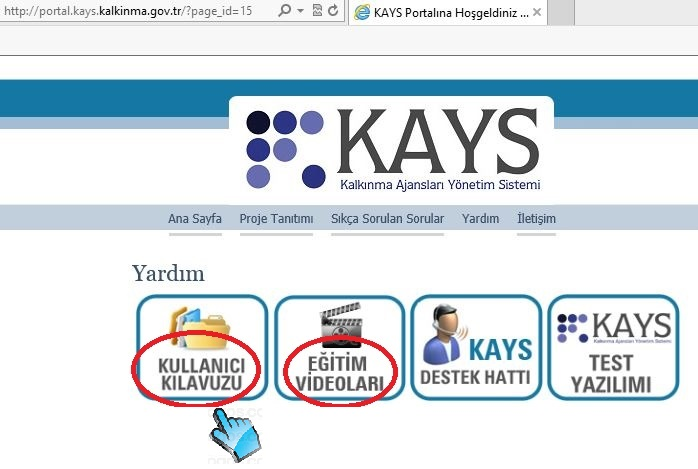 http://portal.kays.kalkinma.gov.tr/?page_id=15
KAYS Portalına Hoşgeldiniz ...
KAYS
Kalkınma Ajansları Yönetim Sistemi
Ana Sayfa Proje Tanıtımı Sıkça Sorulan Sorular Yardım İletişim
Yardım
KULLANICI
KILAVUZU
EĞİTİM
VİDEOLARI
KAYS
DESTEK HATTI
KAYS
Kalkınma Ajansları Yönetim Sistemi
TEST
YAZILIMI